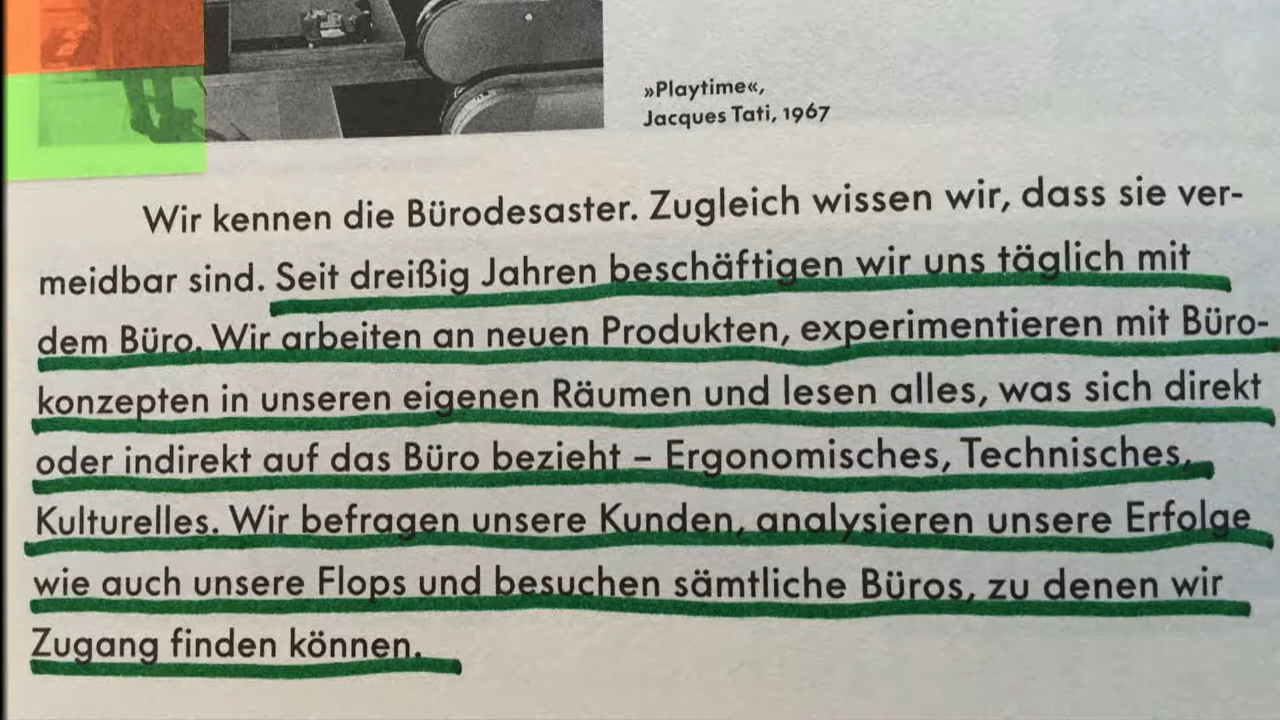 »Playtime«,
Jacques Tati, 1967
Wir kennen die Bürodesaster. Zugleich wissen wir, dass sie ver-
meidbar sind. Seit dreißig Jahren beschäftigen wir uns täglich mit
dem Büro. Wir arbeiten an neuen Produkten, experimentieren mit Büro-
konzepten in unseren eigenen Räumen und lesen alles, was sich direkt
oder indirekt auf das Büro bezieht – Ergonomisches, Technisches,
Kulturelles. Wir befragen unsere Kunden, analysieren unsere Erfolge
wie auch unsere Flops und besuchen sämtliche Büros, zu denen wir
Zugang finden können.